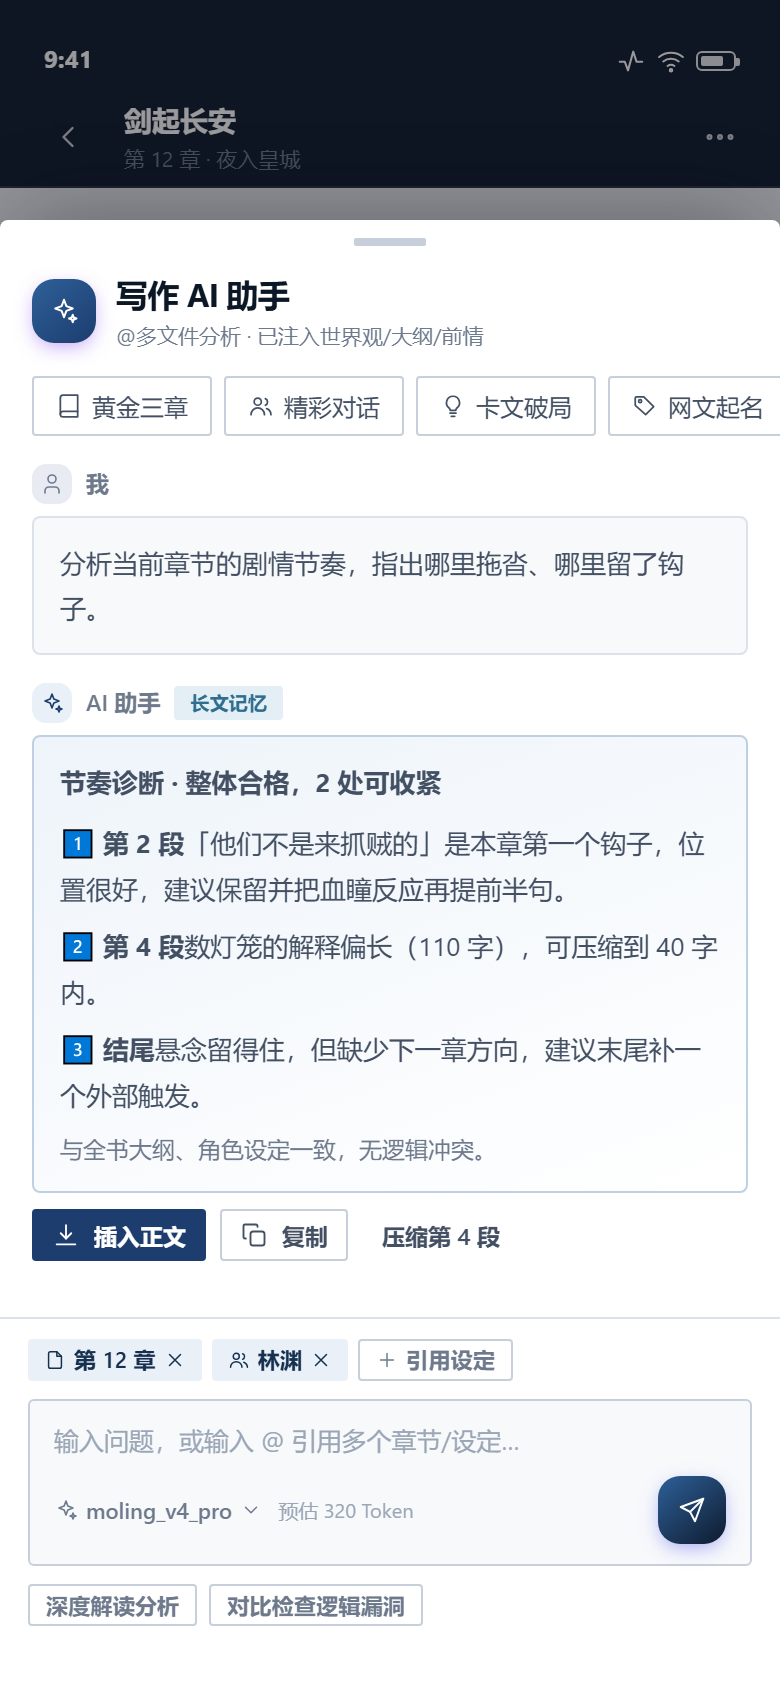 9:41
剑起长安
第 12 章 · 夜入皇城
写作 AI 助手
@多文件分析 · 已注入世界观/大纲/前情
黄金三章
精彩对话
卡文破局
网文起名
我
分析当前章节的剧情节奏，指出哪里拖沓、哪里留了钩
子。
AI 助手
长文记忆
节奏诊断 · 整体合格，2 处可收紧
1 第 2 段「他们不是来抓贼的」是本章第一个钩子，位
置很好，建议保留并把血瞳反应再提前半句。
2 第 4 段数灯笼的解释偏长（110 字），可压缩到 40 字
内。
3 结尾悬念留得住，但缺少下一章方向，建议末尾补一
个外部触发。
与全书大纲、角色设定一致，无逻辑冲突。
插入正文
复制
压缩第 4 段
第 12 章
林渊
引用设定
输入问题，或输入 @ 引用多个章节/设定...
moling_v4_pro
预估 320 Token
深度解读分析
对比检查逻辑漏洞